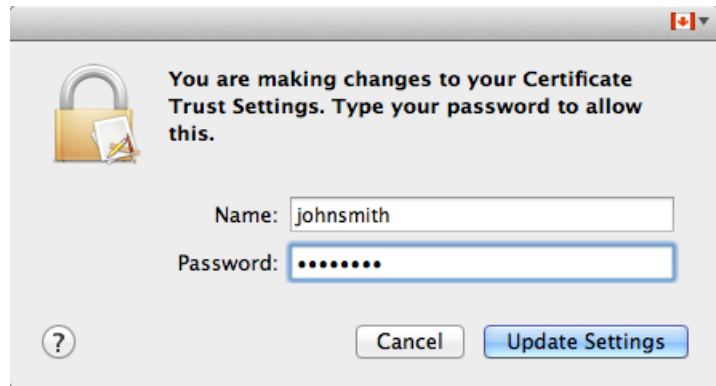 You are making changes to your Certificate
Trust Settings. Type your password to allow
this.
Name: johnsmith
Password: ••••••••
? Cancel Update Settings